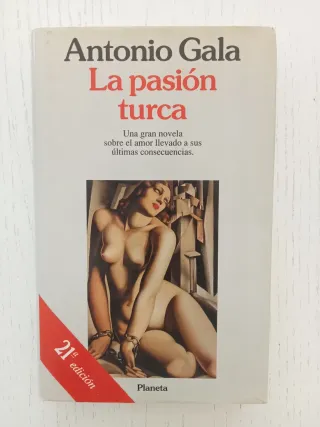 Antonio Gala
La pasión
turca
Una gran novela
sobre el amor llevado a sus
últimas consecuencias.
21ª edición
Planeta